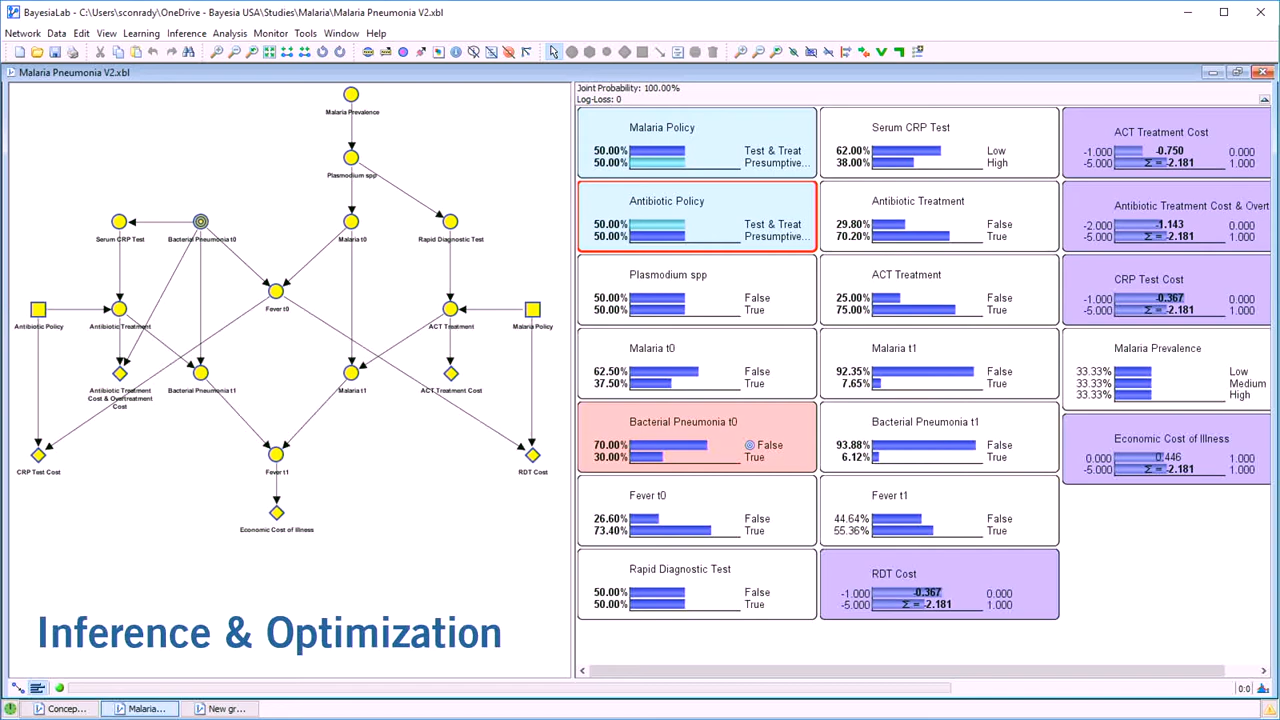 BayesiaLab - C:\Users\sconrady\OneDrive - Bayesia USA\Studies\Malaria\Malaria Pneumonia V2.xbl
Network Data Edit View Learning Inference Analysis Monitor Tools Window Help
Malaria Pneumonia V2.xbl
Malaria Prevalence
Plasmodium spp
Serum CRP Test
Bacterial Pneumonia t0
Malaria t0
Rapid Diagnostic Test
Fever t0
Antibiotic Policy
Antibiotic Treatment
ACT Treatment
Malaria Policy
Antibiotic Treatment
Cost & Overtreatment
Cost
Bacterial Pneumonia t1
Malaria t1
ACT Treatment Cost
CRP Test Cost
Fever t1
RDT Cost
Economic Cost of Illness
Inference & Optimization
Joint Probability: 100.00%
Log-Loss: 0
Malaria Policy
50.00% Test & Treat
50.00% Presumptive...
Antibiotic Policy
50.00% Test & Treat
50.00% Presumptive...
Plasmodium spp
50.00% False
50.00% True
Malaria t0
62.50% False
37.50% True
Bacterial Pneumonia t0
70.00% False
30.00% True
Fever t0
26.60% False
73.40% True
Rapid Diagnostic Test
50.00% False
50.00% True
Serum CRP Test
62.00% Low
38.00% High
Antibiotic Treatment
29.80% False
70.20% True
ACT Treatment
25.00% False
75.00% True
Malaria t1
92.35% False
7.65% True
Bacterial Pneumonia t1
93.88% False
6.12% True
Fever t1
44.64% False
55.36% True
RDT Cost
-1.000 -0.367 0.000
-5.000 Σ = -2.181 1.000
ACT Treatment Cost
-1.000 -0.750 0.000
-5.000 Σ = -2.181 1.000
Antibiotic Treatment Cost & Overt
-2.000 -1.143 0.000
-5.000 Σ = -2.181 1.000
CRP Test Cost
-1.000 -0.367 0.000
-5.000 Σ = -2.181 1.000
Malaria Prevalence
33.33% Low
33.33% Medium
33.33% High
Economic Cost of Illness
0.000 0.446 1.000
-5.000 Σ = -2.181 1.000
0:0
Concep... Malaria... New gr...